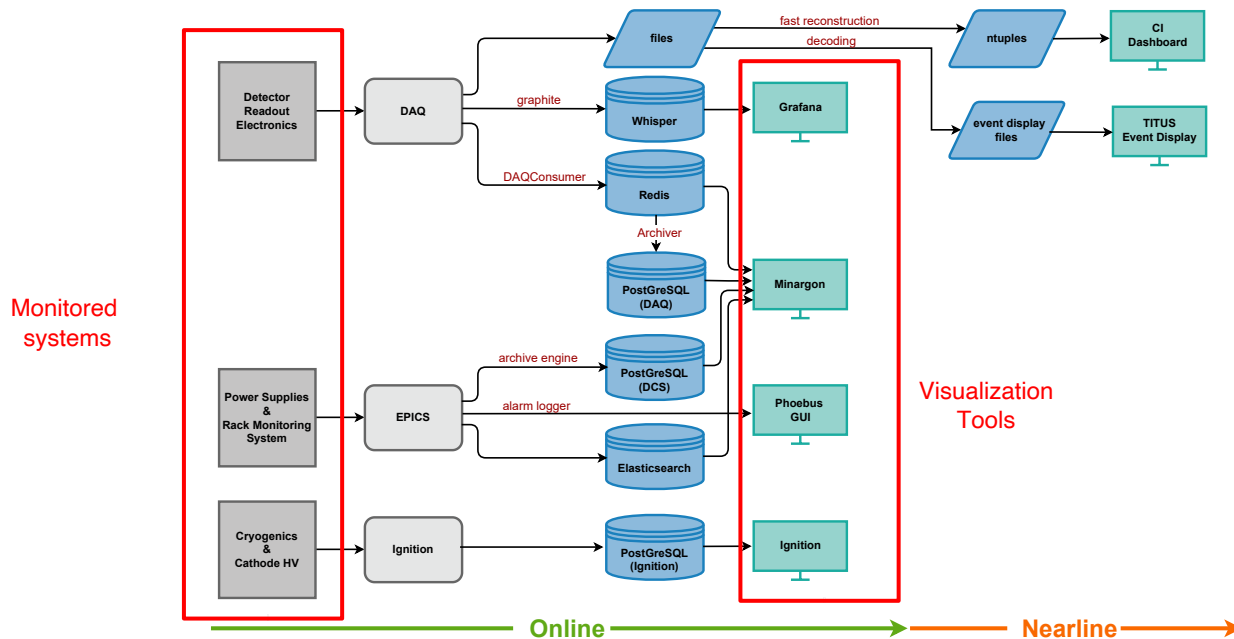 fast reconstruction
decoding
files
ntuples
CI
Dashboard
Detector
Readout
Electronics
DAQ
graphite
Whisper
Grafana
event display
files
TITUS
Event Display
DAQConsumer
Redis
Archiver
PostGreSQL
(DAQ)
Minargon
Monitored
systems
archive engine
PostGreSQL
(DCS)
Power Supplies
&
Rack Monitoring
System
EPICS
alarm logger
Phoebus
GUI
Visualization
Tools
Elasticsearch
Cryogenics
&
Cathode HV
Ignition
PostGreSQL
(Ignition)
Ignition
Online
Nearline